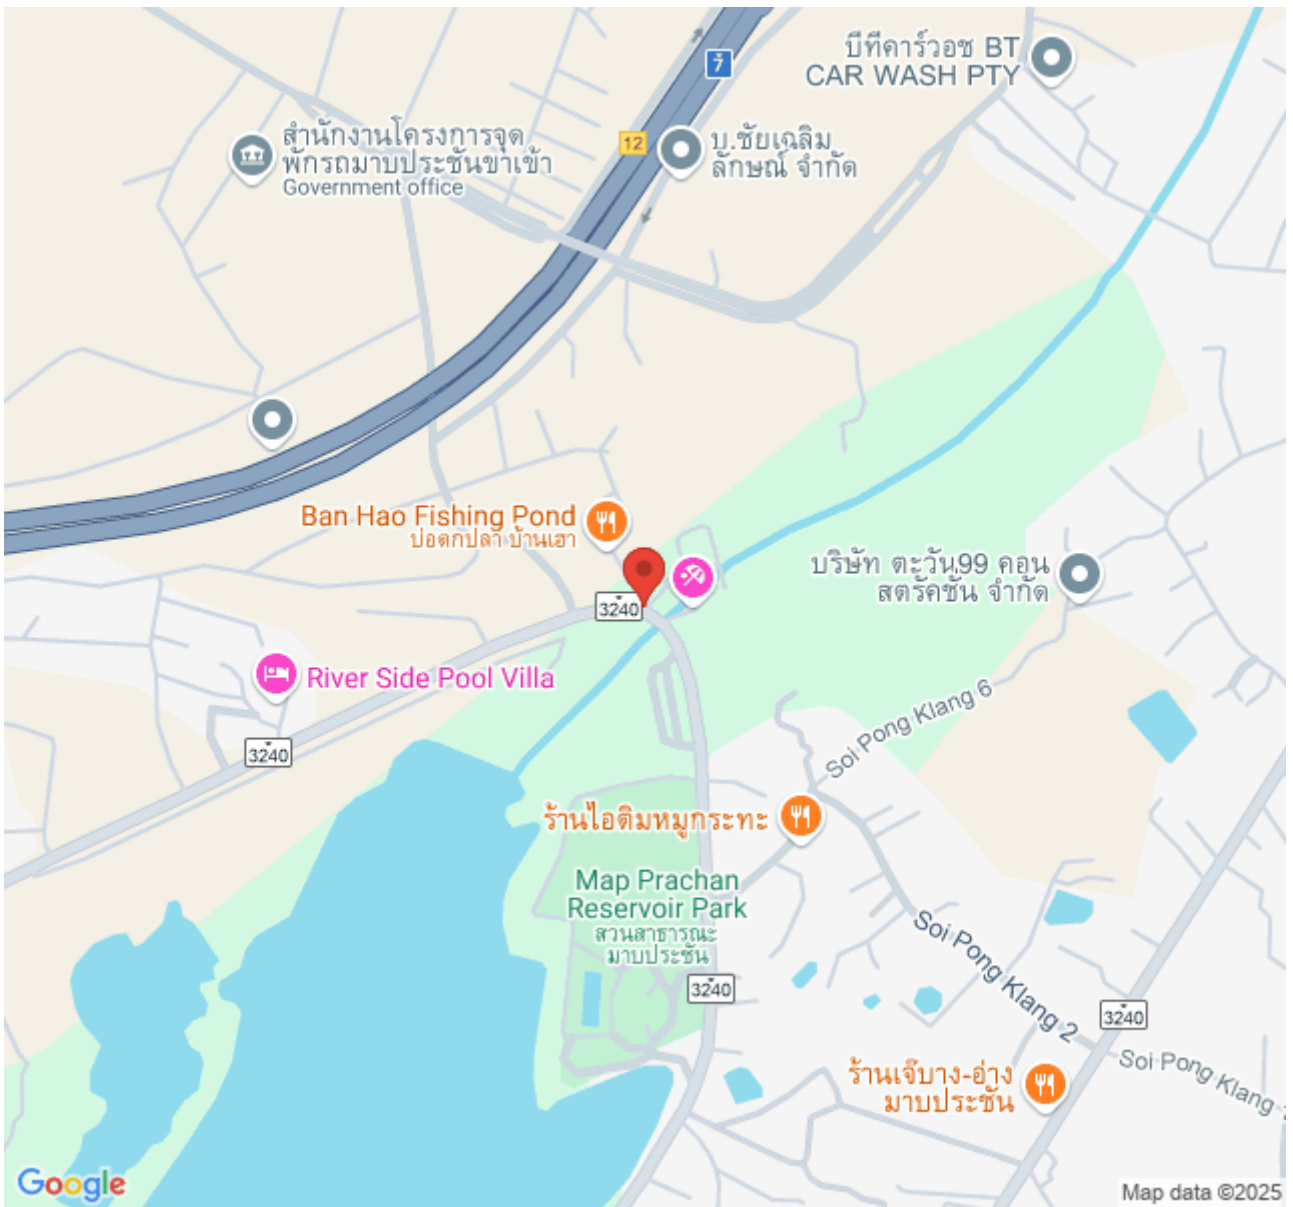 บีทีคาร์วอช BT
CAR WASH PTY
7
สำนักงานโครงการจุด
พักรถมาบประชันขาเข้า
Government office
12
บ.ชัยเฉลิม
ลักษณ์ จำกัด
Ban Hao Fishing Pond
บ่อตกปลา บ้านเฮา
บริษัท ตะวัน99 คอน
สตรัคชั่น จำกัด
3240
River Side Pool Villa
Soi Pong Klang 6
3240
ร้านไอติมหมูกระทะ
Map Prachan
Reservoir Park
สวนสาธารณะ
มาบประชัน
Soi Pong Klang 2
3240
3240
Soi Pong Klang 1
ร้านเจ๊บาง-อ่าง
มาบประชัน
Google
Map data ©2025